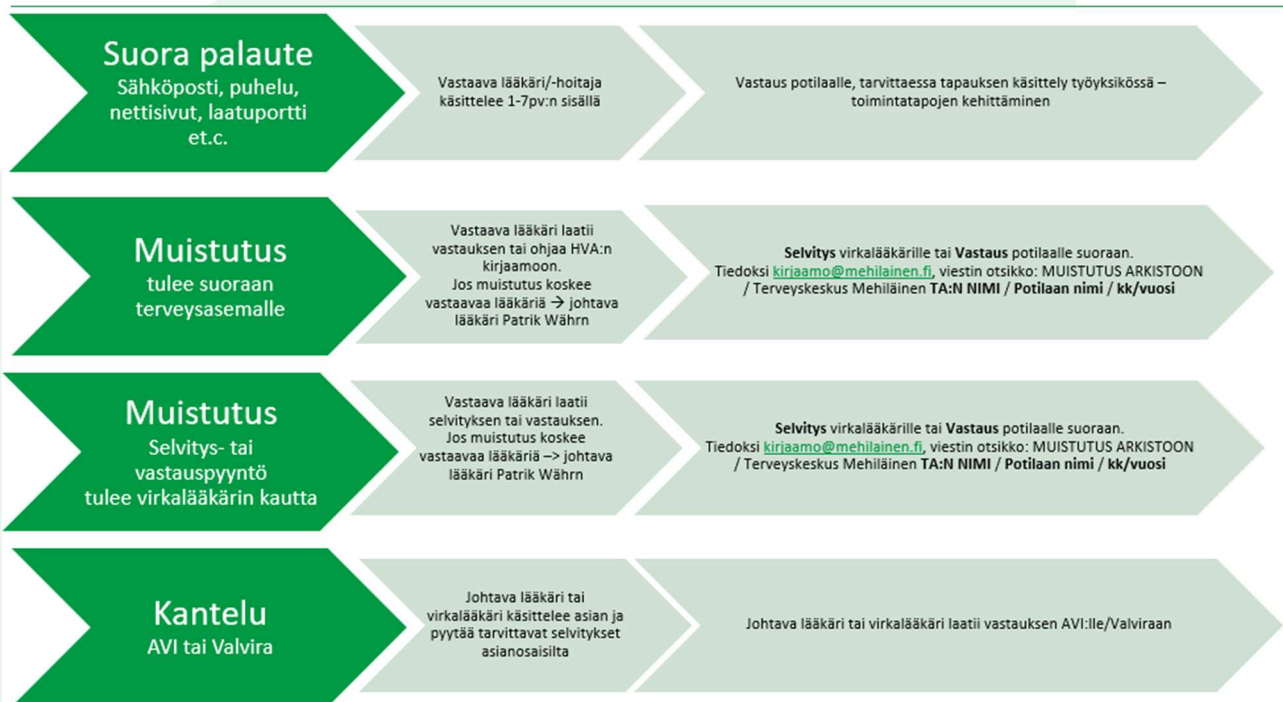 Suora palaute
Sähköposti, puhelu,
nettisivut, laatuportti
et.c.
Vastaava lääkäri/-hoitaja
käsittelee 1-7pv:n sisällä
Vastaus potilaalle, tarvittaessa tapauksen käsittely työyksikössä –
toimintatapojen kehittäminen
Muistutus
tulee suoraan
terveysasemalle
Vastaava lääkäri laatii
vastauksen tai ohjaa HVA:n
kirjaamoon.
Jos muistutus koskee
vastaavaa lääkäriä → johtava
lääkäri Patrik Währn
Selvitys virkalääkärille tai Vastaus potilaalle suoraan.
Tiedoksi kirjaamo@mehilainen.fi, viestin otsikko: MUISTUTUS ARKISTOON
/ Terveyskeskus Mehiläinen TA:N NIMI / Potilaan nimi / kk/vuosi
Muistutus
Selvitys- tai
vastauspyyntö
tulee virkalääkärin kautta
Vastaava lääkäri laatii
selvityksen tai vastauksen.
Jos muistutus koskee
vastaavaa lääkäriä –> johtava
lääkäri Patrik Währn
Selvitys virkalääkärille tai Vastaus potilaalle suoraan.
Tiedoksi kirjaamo@mehilainen.fi, viestin otsikko: MUISTUTUS ARKISTOON
/ Terveyskeskus Mehiläinen TA:N NIMI / Potilaan nimi / kk/vuosi
Kantelu
AVI tai Valvira
Johtava lääkäri tai
virkalääkäri käsittelee asian ja
pyytää tarvittavat selvitykset
asianosaisilta
Johtava lääkäri tai virkalääkäri laatii vastauksen AVI:lle/Valviraan